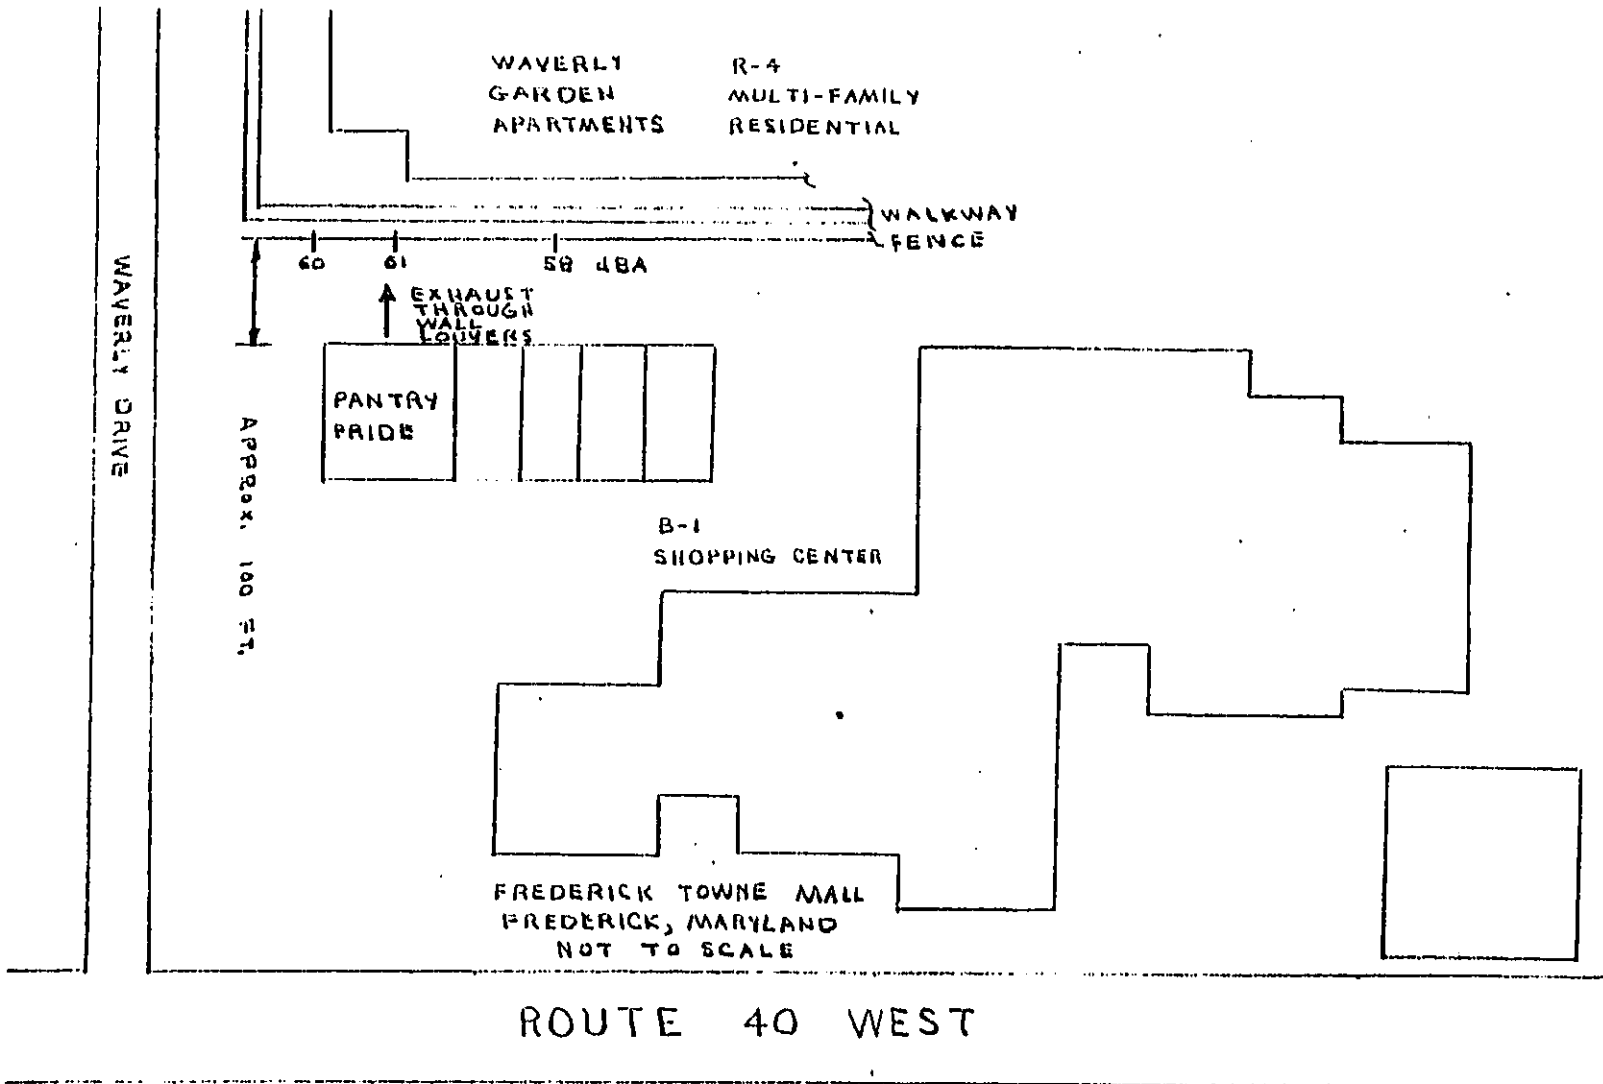 WAVERLY
GARDEN
APARTMENTS
R-4
MULTI-FAMILY
RESIDENTIAL
WALKWAY
FENCE
60 61 58 48A
EXHAUST
THROUGH
WALL
LOUVERS
WAVERLY DRIVE
APPROX. 100 FT.
PANTRY
PRIDE
B-1
SHOPPING CENTER
FREDERICK TOWNE MALL
FREDERICK, MARYLAND
NOT TO SCALE
ROUTE 40 WEST